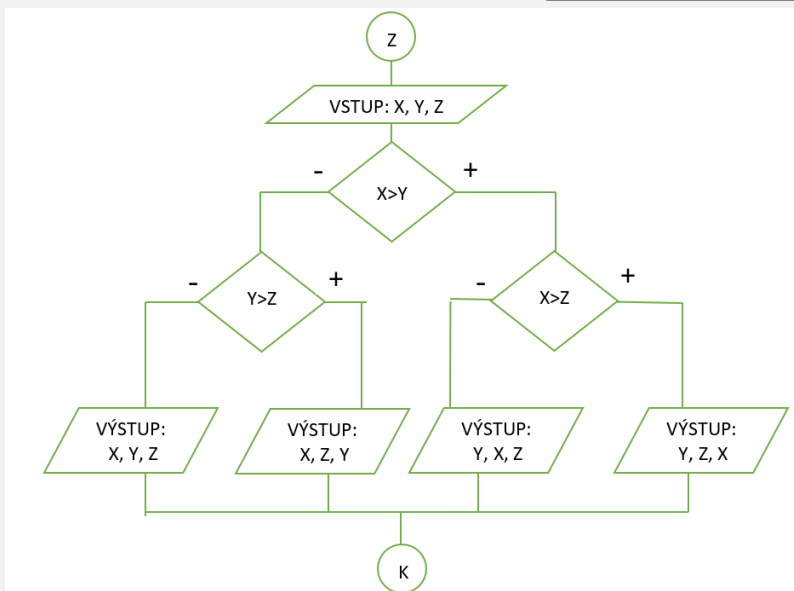 Z
VSTUP: X, Y, Z
- +
X>Y
- +
Y>Z
- +
X>Z
VÝSTUP:
X, Y, Z
VÝSTUP:
X, Z, Y
VÝSTUP:
Y, X, Z
VÝSTUP:
Y, Z, X
K